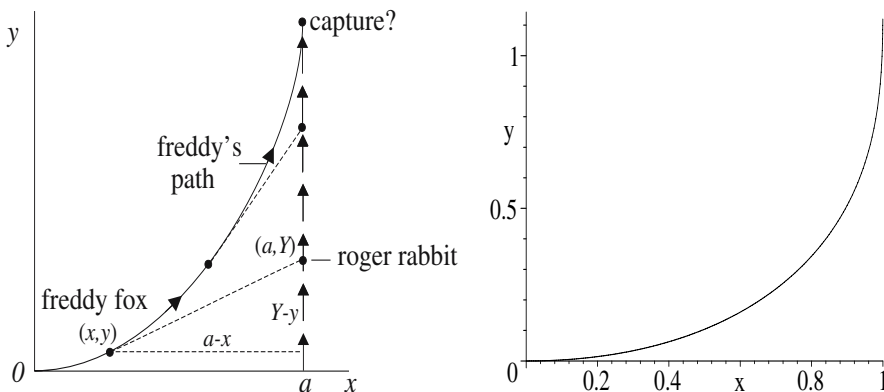 y
capture?
freddy's
path
(a,Y)
roger rabbit
freddy fox
(x,y)
Y-y
a-x
0
a
x
1
y
0.5
0
0.2
0.4
x
0.8
1